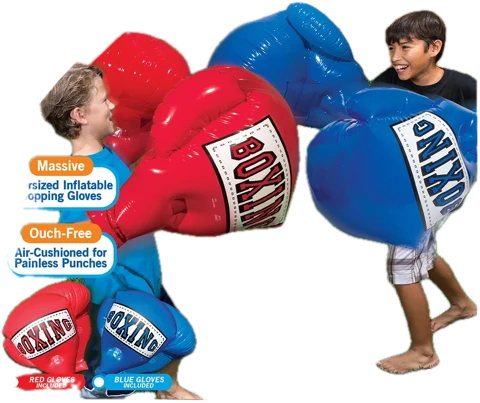 BOXING
BOXING
Massive
rsized Inflatable
opping Gloves
Ouch-Free
Air-Cushioned for
Painless Punches
BOXING
BOXING
RED GLOVES
INCLUDED
BLUE GLOVES
INCLUDED